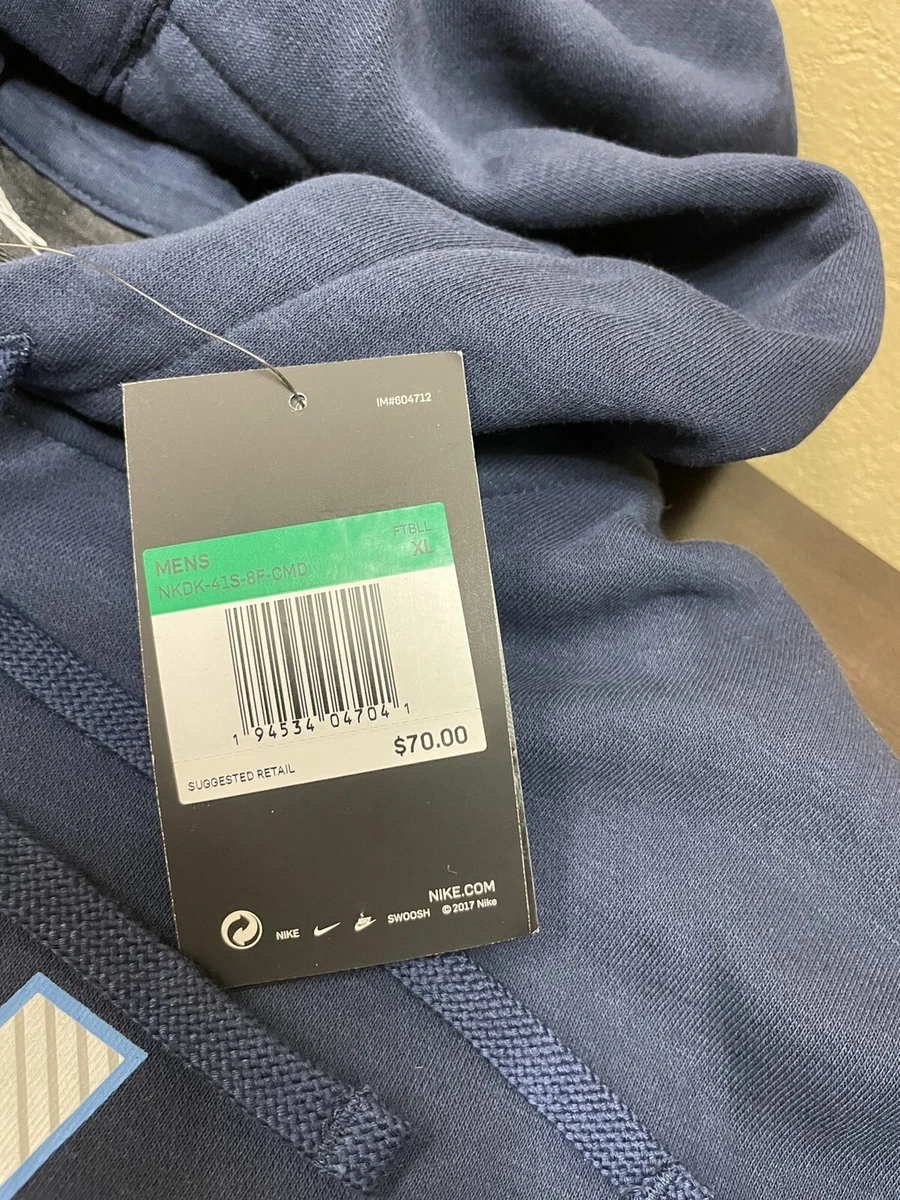 IM#604712
FTBLL
MENS XL
NKDK-41S-8F-CMD
1 94534 04704 1
$70.00
SUGGESTED RETAIL
NIKE.COM
NIKE SWOOSH © 2017 Nike